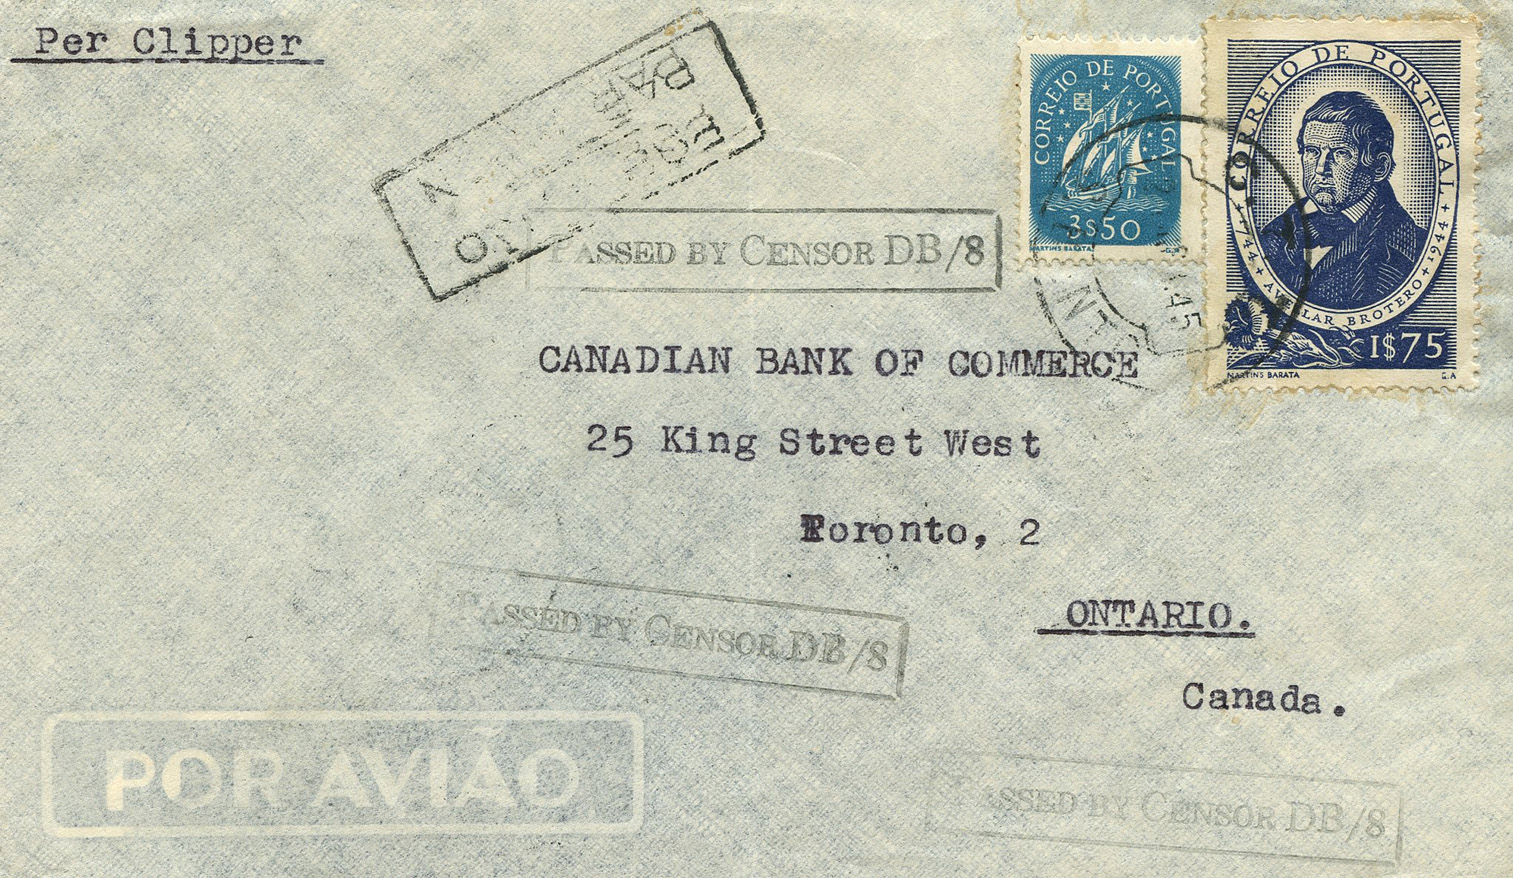 Per Clipper
CORREIO DE PORTUGAL
3$50
MARTINS BARATA
CORREIO DE PORTUGAL
1744 + AVELAR BROTERO + 1944
1$75
MARTINS BARATA
PASSED BY CENSOR DB/8
CANADIAN BANK OF COMMERCE
25 King Street West
Toronto, 2
ONTARIO.
Canada.
PASSED BY CENSOR DB/8
POR AVIÃO
PASSED BY CENSOR DB/8